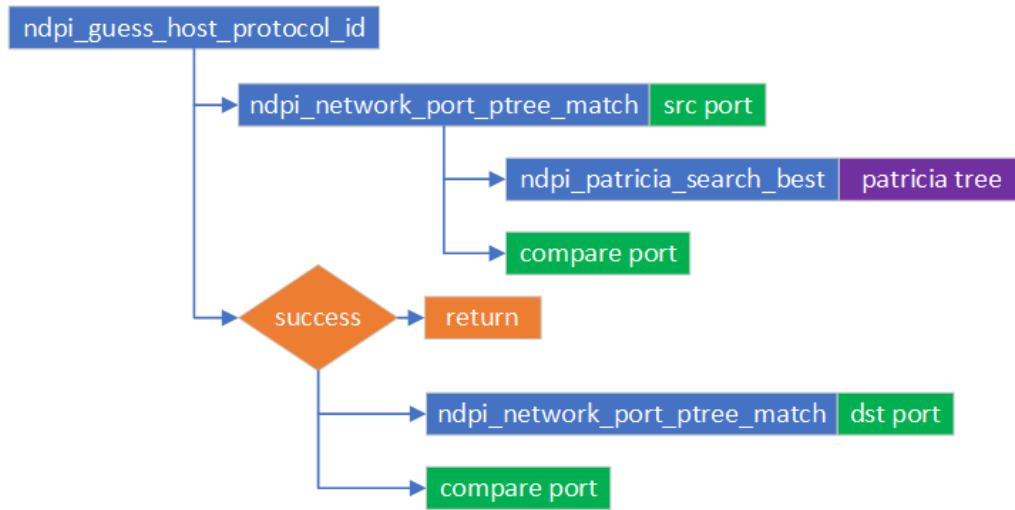 ndpi_guess_host_protocol_id
ndpi_network_port_ptree_match src port
ndpi_patricia_search_best patricia tree
compare port
success return
ndpi_network_port_ptree_match dst port
compare port